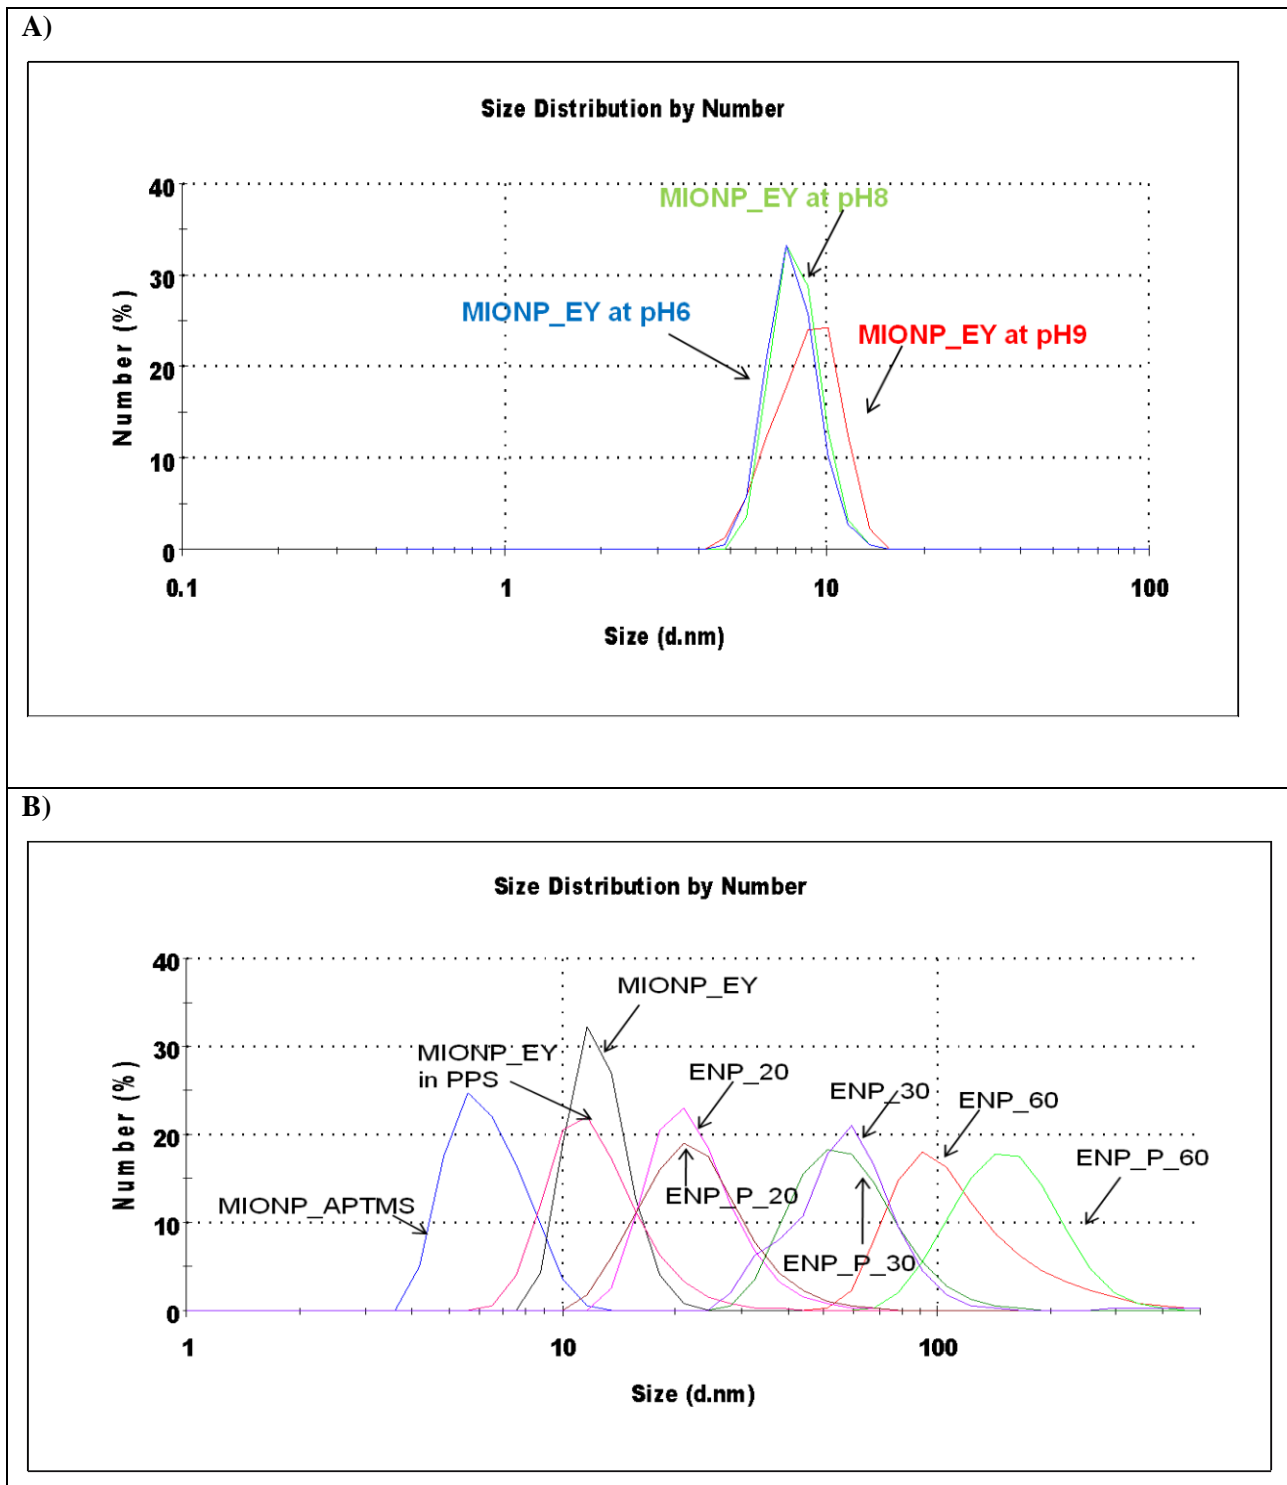 A)
Size Distribution by Number
40
MIONP_EY at pH8
30
MIONP_EY at pH6
MIONP_EY at pH9
20
10
0
Number (%)
0.1 1 10 100
Size (d.nm)
B)
Size Distribution by Number
40
MIONP_EY
30
MIONP_EY
in PPS
ENP_20
ENP_30
ENP_60
20
ENP_P_60
MIONP_APTMS
ENP_P_20
10
ENP_P_30
0
Number (%)
1 10 100
Size (d.nm)